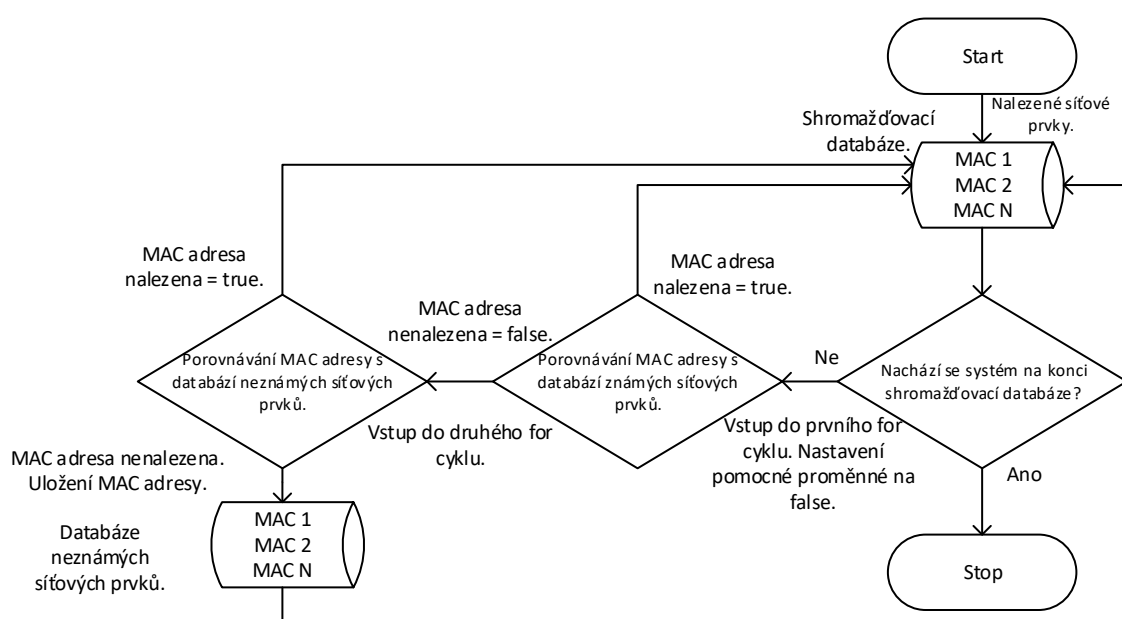 Start
Nalezené síťové
prvky.
Shromažďovací
databáze.
MAC 1
MAC 2
MAC N
MAC adresa
nalezena = true.
MAC adresa
nalezena = true.
MAC adresa
nenalezena = false.
Porovnávání MAC adresy s
databází neznámých síťových
prvků.
Porovnávání MAC adresy s
databází známých síťových
prvků.
Ne
Nachází se systém na konci
shromažďovací databáze?
Vstup do druhého for
cyklu.
Vstup do prvního for
cyklu. Nastavení
pomocné proměnné na
false.
Ano
MAC adresa nenalezena.
Uložení MAC adresy.
Databáze
neznámých
síťových prvků.
MAC 1
MAC 2
MAC N
Stop